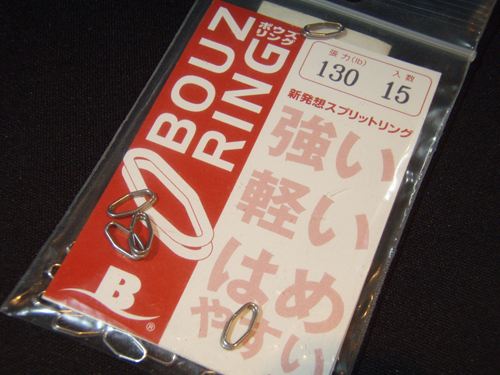 BOUZ
RING
ボウズ
リング
張力(lb) 入数
130 15
新発想スプリットリング
強い
軽い
はめ
やすい
B
®